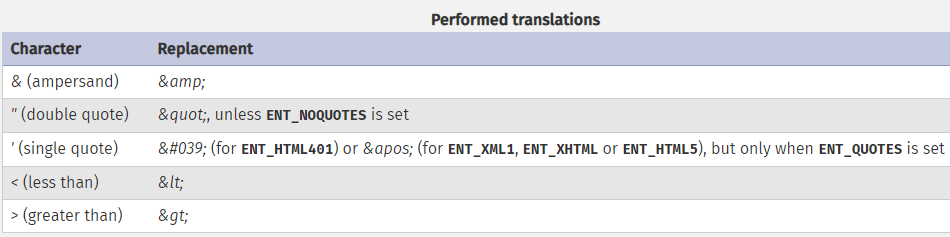 Performed translations
Character Replacement
& (ampersand) &amp;
" (double quote) &quot;, unless ENT_NOQUOTES is set
' (single quote) &#039; (for ENT_HTML401) or &apos; (for ENT_XML1, ENT_XHTML or ENT_HTML5), but only when ENT_QUOTES is set
< (less than) &lt;
> (greater than) &gt;